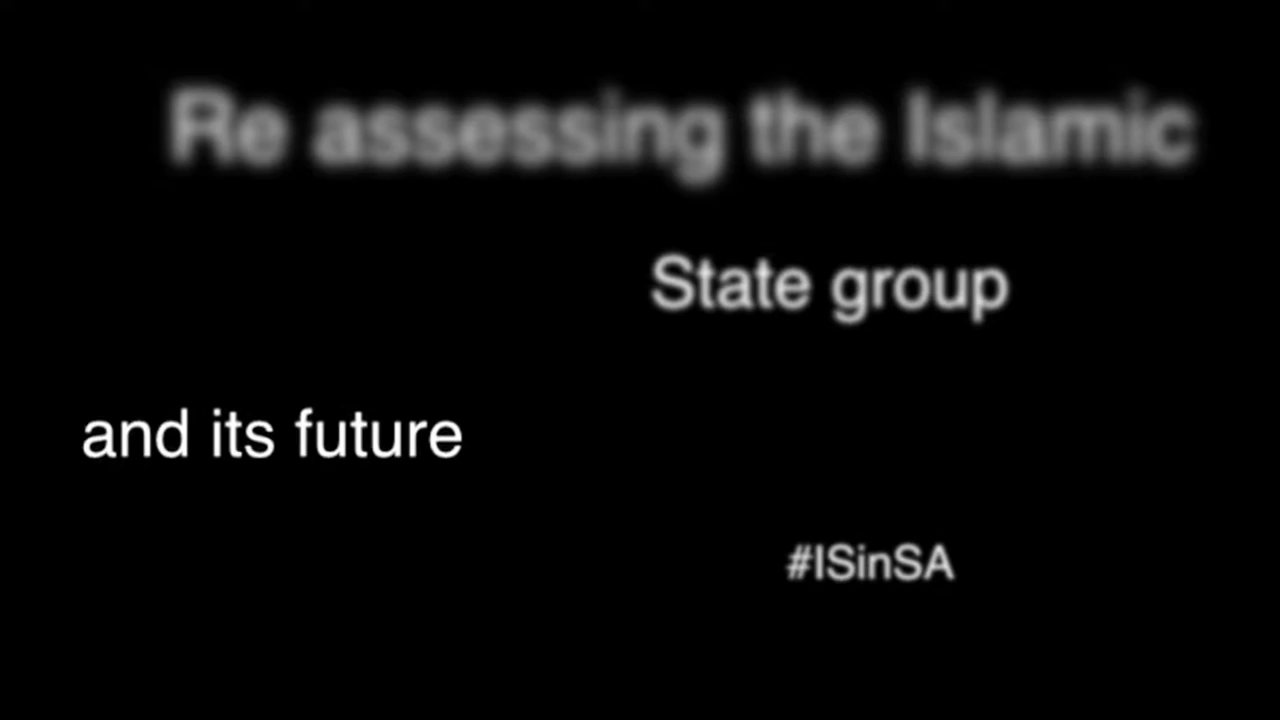 Re assessing the Islamic
State group
and its future
#ISinSA